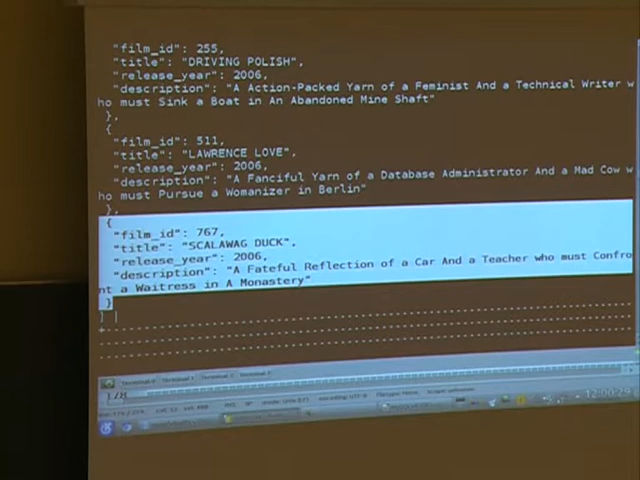 "film_id": 255,
"title": "DRIVING POLISH",
"release_year": 2006,
"description": "A Action-Packed Yarn of a Feminist And a Technical Writer w
ho must Sink a Boat in An Abandoned Mine Shaft"
},
{
"film_id": 511,
"title": "LAWRENCE LOVE",
"release_year": 2006,
"description": "A Fanciful Yarn of a Database Administrator And a Mad Cow w
ho must Pursue a Womanizer in Berlin"
},
{
"film_id": 767,
"title": "SCALAWAG DUCK",
"release_year": 2006,
"description": "A Fateful Reflection of a Car And a Teacher who must Confro
nt a Waitress in A Monastery"
}
] |